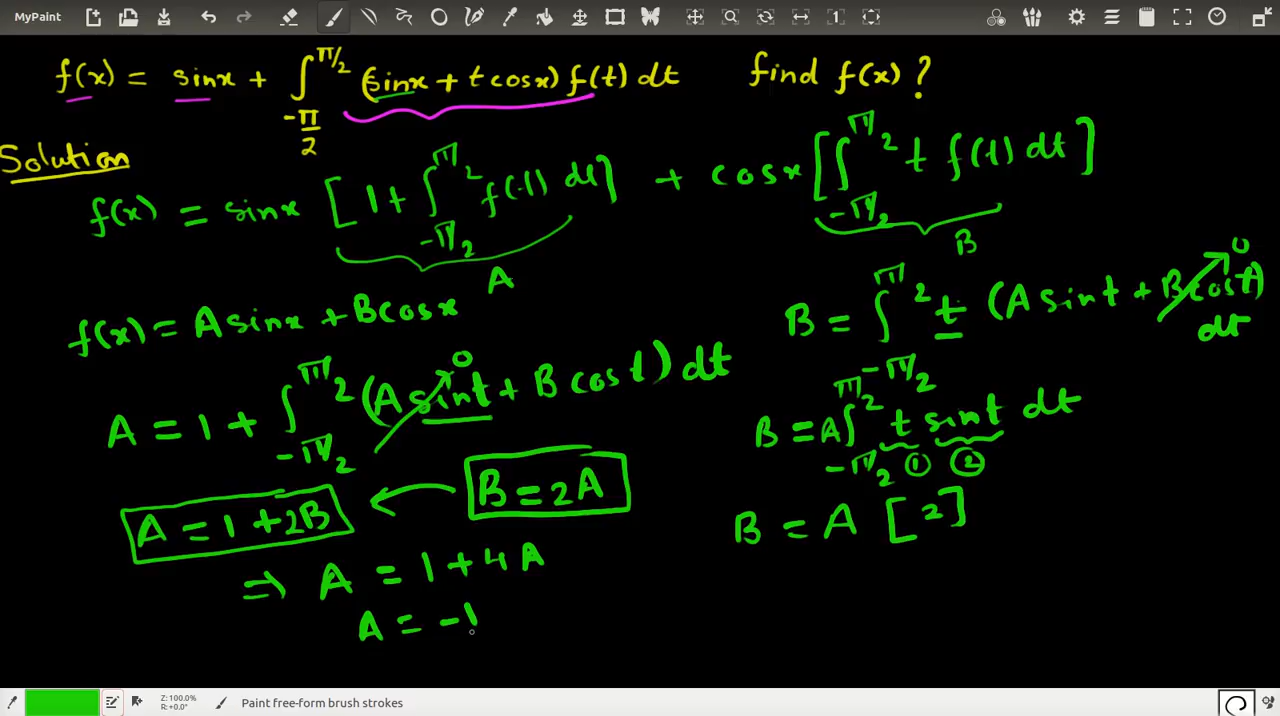 MyPaint
f(x) = sinx + ∫_{-π/2}^{π/2} (sinx + t cosx) f(t) dt find f(x) ?
Solution
f(x) = sinx [1 + ∫_{-π/2}^{π/2} f(t) dt] + cosx [∫_{-π/2}^{π/2} t f(t) dt]
A
B
f(x) = A sinx + B cosx
A = 1 + ∫_{-π/2}^{π/2} (A sint + B cost) dt
0
A = 1 + 2B
B = 2A
⇒ A = 1 + 4A
A = -1
B = ∫_{-π/2}^{π/2} t (A sint + B cost) dt
0
B = A ∫_{-π/2}^{π/2} t sint dt
① ②
B = A [2]
Z: 100.0%
R: +0.0°
Paint free-form brush strokes